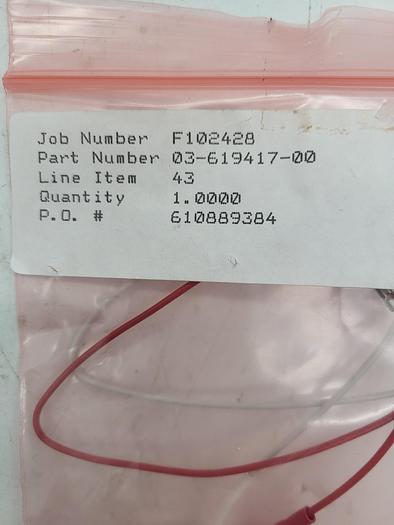 Job Number F102428
Part Number 03-619417-00
Line Item 43
Quantity 1.0000
P.O. # 610889384